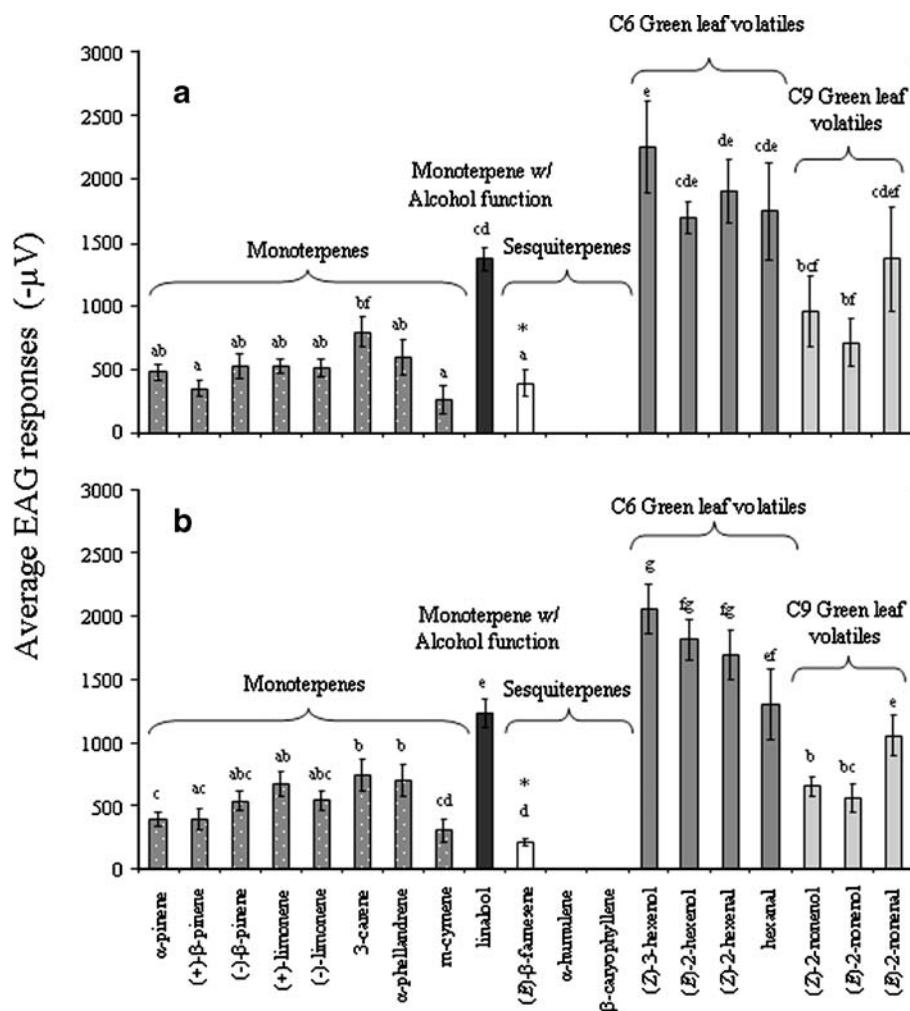 C6 Green leaf volatiles
3000
a
e
C9 Green leaf
volatiles
2500
de
cde
cde
cdef
2000
Monoterpene w/
Alcohol function
cd
Sesquiterpenes
Monoterpenes
1500
bcf
bf
1000
bf
ab
ab
ab
ab
ab
*
a
a
a
500
0
Average EAG responses (-µV)
3000
b
C6 Green leaf volatiles
2500
g
fg
fg
C9 Green leaf
volatiles
2000
Monoterpene w/
Alcohol function
ef
e
Sesquiterpenes
Monoterpenes
e
1500
1000
c
ac
abc
ab
abc
b
b
cd
*
d
b
bc
500
0
α-pinene
(+)-β-pinene
(-)-β-pinene
(+)-limonene
(-)-limonene
3-carene
α-phellandrene
m-cymene
linalool
(E)-β-farnesene
α-humulene
β-caryophyllene
(Z)-3-hexenol
(E)-2-hexenol
(Z)-2-hexenal
hexanal
(Z)-2-nonenol
(E)-2-nonenol
(E)-2-nonenal